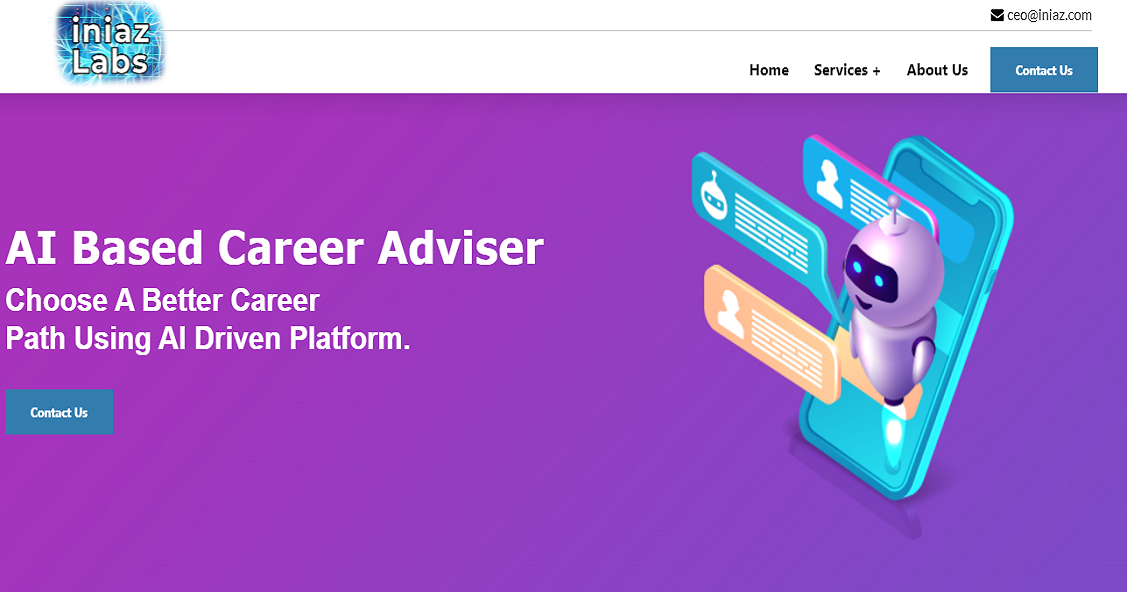 iniaz
Labs
ceo@iniaz.com
Home
Services +
About Us
Contact Us
AI Based Career Adviser
Choose A Better Career
Path Using AI Driven Platform.
Contact Us